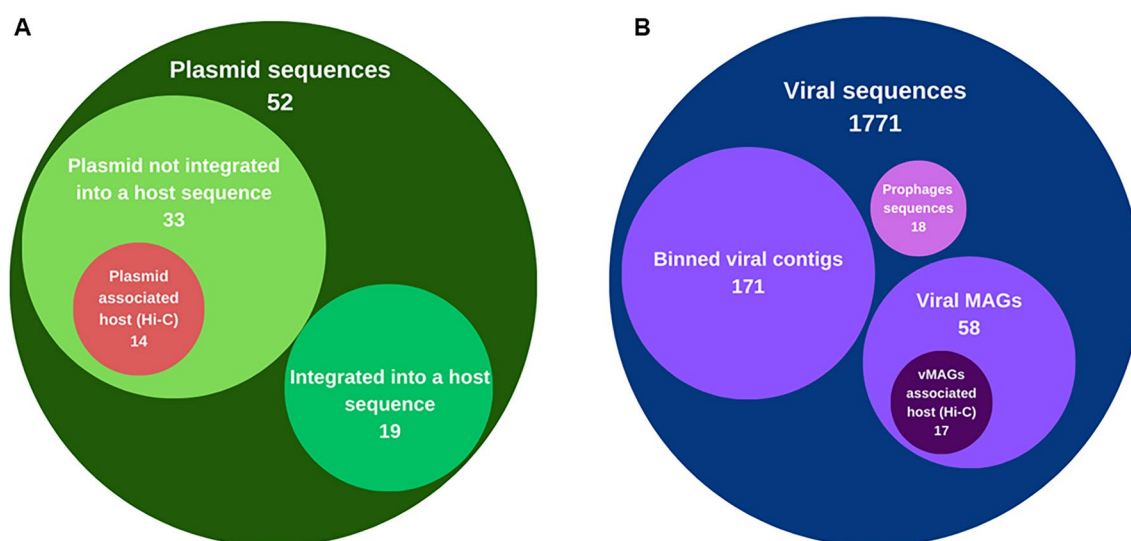 A
Plasmid sequences
52
Plasmid not integrated
into a host sequence
33
Plasmid
associated
host (Hi-C)
14
Integrated into a host
sequence
19
B
Viral sequences
1771
Prophages
sequences
18
Binned viral contigs
171
Viral MAGs
58
vMAGs
associated
host (Hi-C)
17